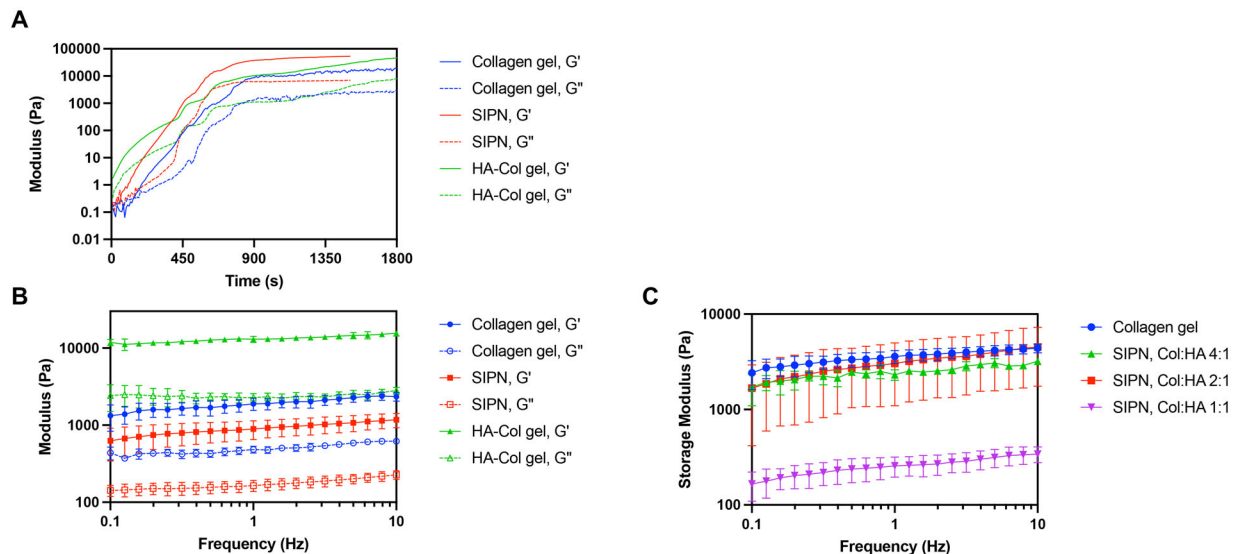 A
Modulus (Pa)
100000
10000
1000
100
10
1
0.1
0.01
0
450
900
1350
1800
Time (s)
Collagen gel, G'
Collagen gel, G"
SIPN, G'
SIPN, G"
HA-Col gel, G'
HA-Col gel, G"
B
Modulus (Pa)
10000
1000
100
0.1
1
10
Frequency (Hz)
Collagen gel, G'
Collagen gel, G"
SIPN, G'
SIPN, G"
HA-Col gel, G'
HA-Col gel, G"
C
Storage Modulus (Pa)
10000
1000
100
0.1
1
10
Frequency (Hz)
Collagen gel
SIPN, Col:HA 4:1
SIPN, Col:HA 2:1
SIPN, Col:HA 1:1